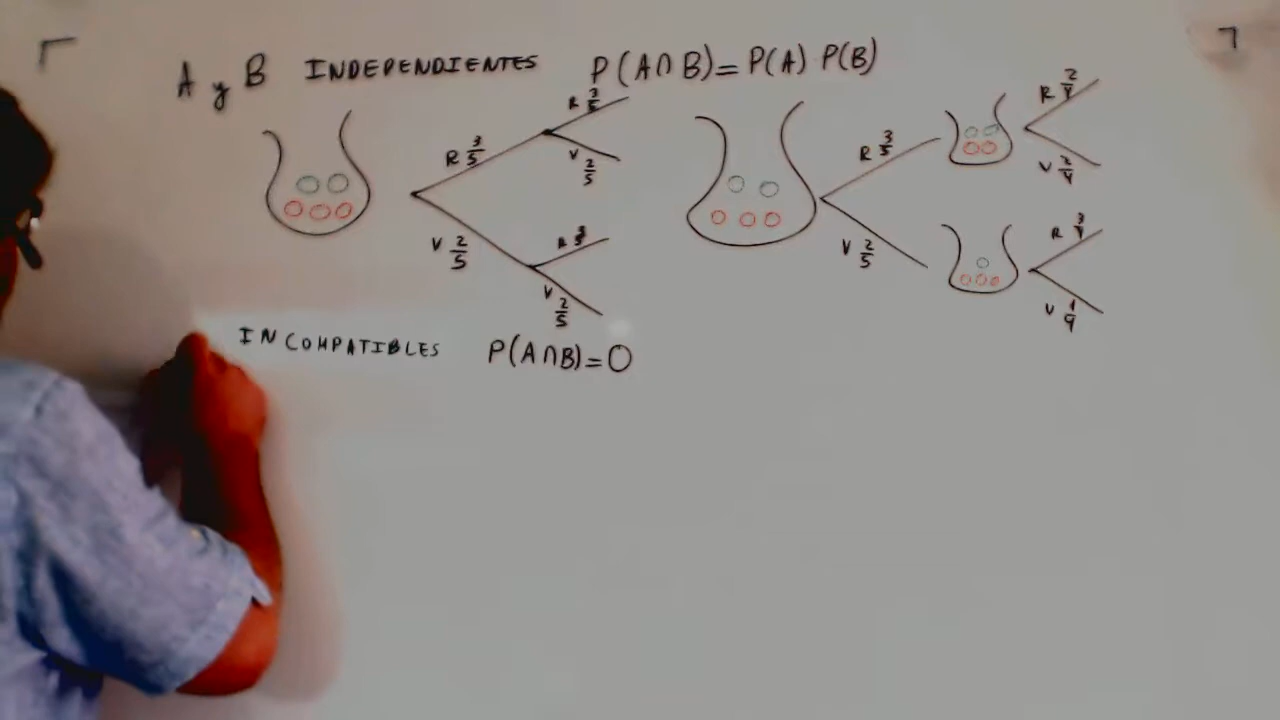 A y B INDEPENDIENTES P(A∩B)=P(A) P(B)
R 3/5
R 3/5
V 2/5
V 2/5
R 3/5
V 2/5
R 3/5
V 2/5
R 2/4
V 2/4
R 3/4
V 1/4
INCOMPATIBLES P(A∩B)=0